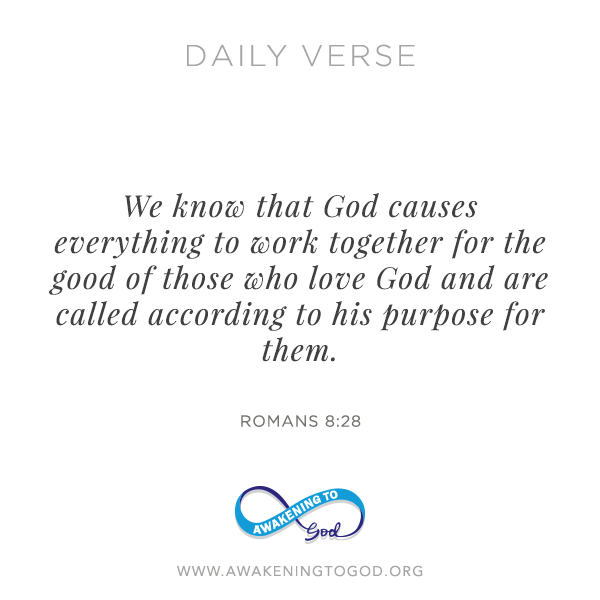 DAILY VERSE
We know that God causes
everything to work together for the
good of those who love God and are
called according to his purpose for
them.
ROMANS 8:28
AWAKENING TO
God
WWW.AWAKENINGTOGOD.ORG